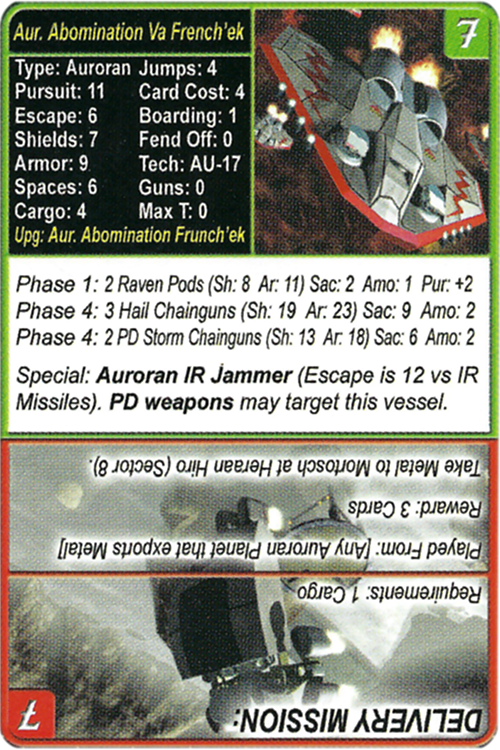 Aur. Abomination Va French'ek
7
Type: Auroran Jumps: 4
Pursuit: 11 Card Cost: 4
Escape: 6 Boarding: 1
Shields: 7 Fend Off: 0
Armor: 9 Tech: AU-17
Spaces: 6 Guns: 0
Cargo: 4 Max T: 0
Upg: Aur. Abomination Frunch'ek
Phase 1: 2 Raven Pods (Sh: 8 Ar: 11) Sac: 2 Amo: 1 Pur: +2
Phase 4: 3 Hail Chainguns (Sh: 19 Ar: 23) Sac: 9 Amo: 2
Phase 4: 2 PD Storm Chainguns (Sh: 13 Ar: 18) Sac: 6 Amo: 2
Special: Auroran IR Jammer (Escape is 12 vs IR
Missiles). PD weapons may target this vessel.
DELIVERY MISSION:
7
Requirements: 1 Cargo
Played From: [Any Auroran Planet that exports Metal]
Reward: 3 Cards
Take Metal to Mortosch at Heraan Hiro (Sector 8).